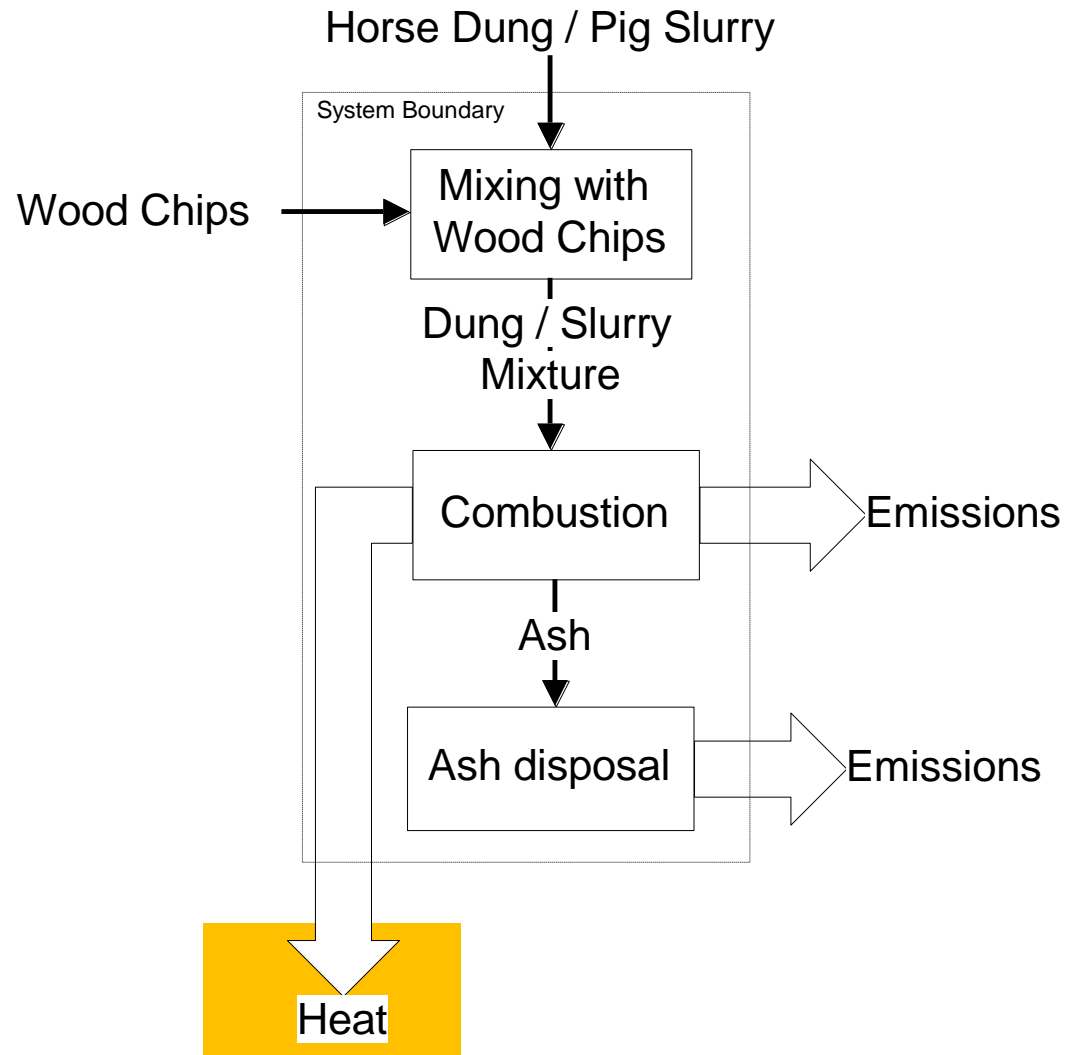 Horse Dung / Pig Slurry
System Boundary
Mixing with
Wood Chips
Wood Chips
Dung / Slurry
Mixture
Combustion
Emissions
Ash
Ash disposal
Emissions
Heat